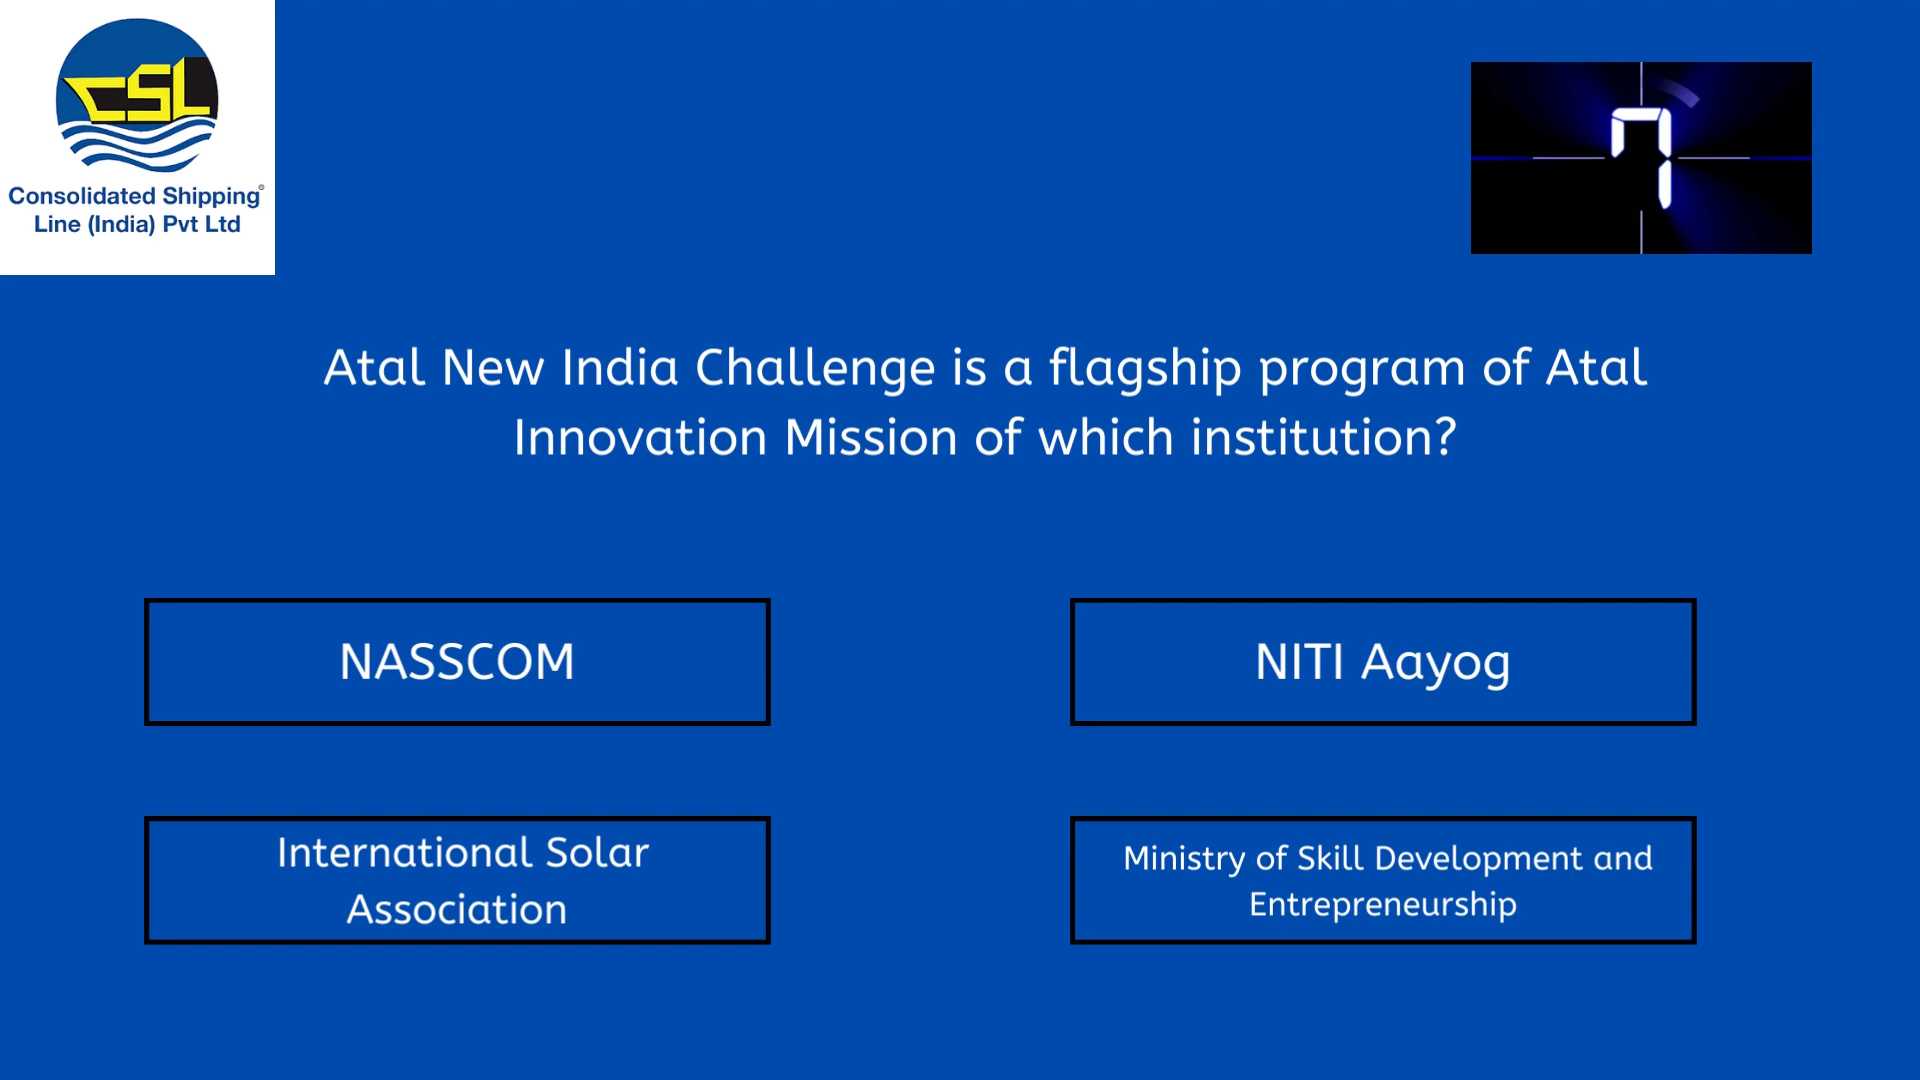 CSL
Consolidated Shipping®
Line (India) Pvt Ltd
7
Atal New India Challenge is a flagship program of Atal
Innovation Mission of which institution?
NASSCOM
NITI Aayog
International Solar
Association
Ministry of Skill Development and
Entrepreneurship